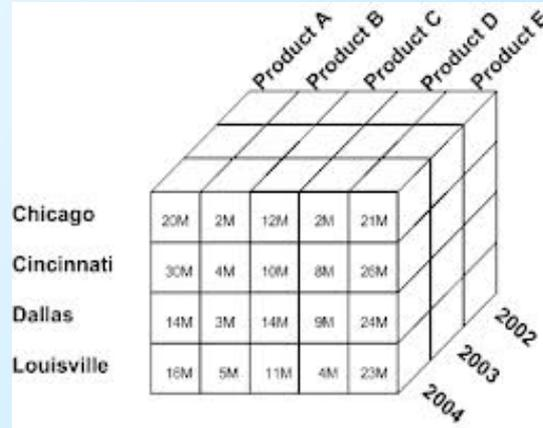 Product A Product B Product C Product D Product E
Chicago 20M 2M 12M 2M 21M
Cincinnati 30M 4M 10M 8M 26M
Dallas 14M 3M 14M 9M 24M
Louisville 16M 5M 11M 4M 23M
2002
2003
2004